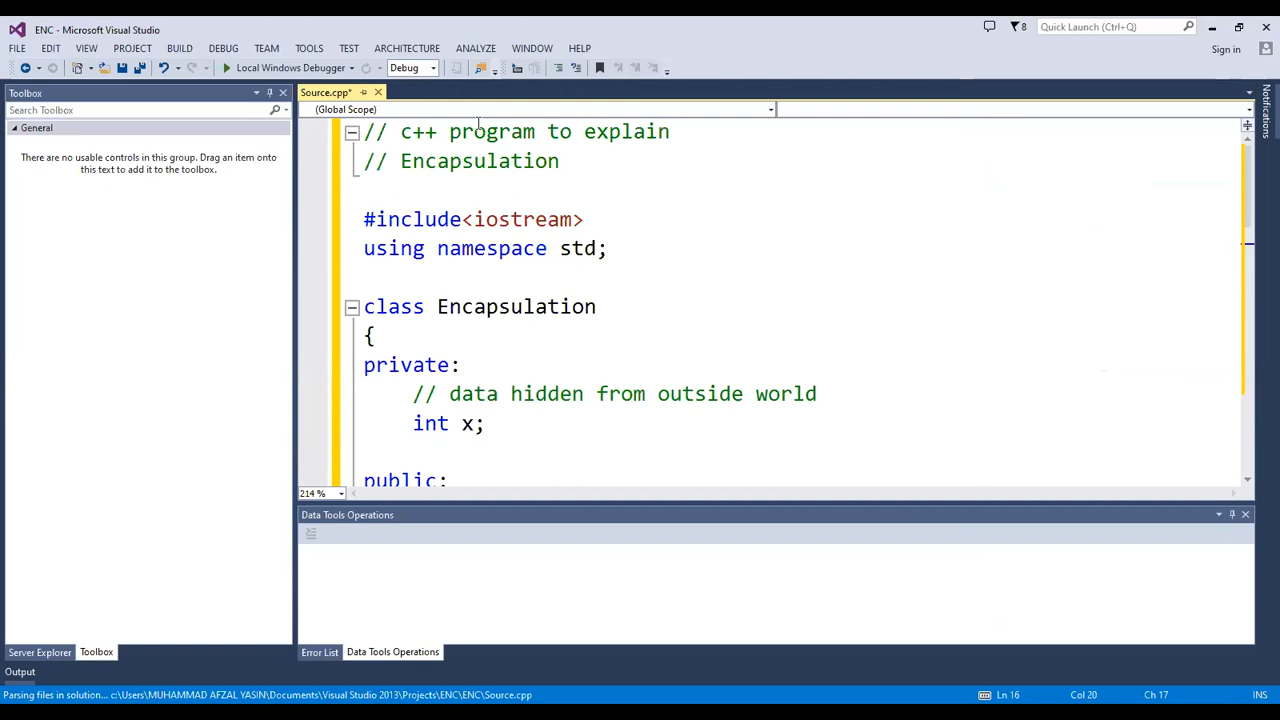 ENC - Microsoft Visual Studio
8
Quick Launch (Ctrl+Q)
FILE EDIT VIEW PROJECT BUILD DEBUG TEAM TOOLS TEST ARCHITECTURE ANALYZE WINDOW HELP
Sign in
Local Windows Debugger
Debug
Toolbox
Source.cpp*
Notifications
Search Toolbox
(Global Scope)
General
There are no usable controls in this group. Drag an item onto
this text to add it to the toolbox.
// c++ program to explain
// Encapsulation
#include<iostream>
using namespace std;
class Encapsulation
{
private:
// data hidden from outside world
int x;
public:
214 %
Data Tools Operations
Server Explorer Toolbox
Error List Data Tools Operations
Output
Parsing files in solution... c:\Users\MUHAMMAD AFZAL YASIN\Documents\Visual Studio 2013\Projects\ENC\ENC\Source.cpp
Ln 16 Col 20 Ch 17 INS